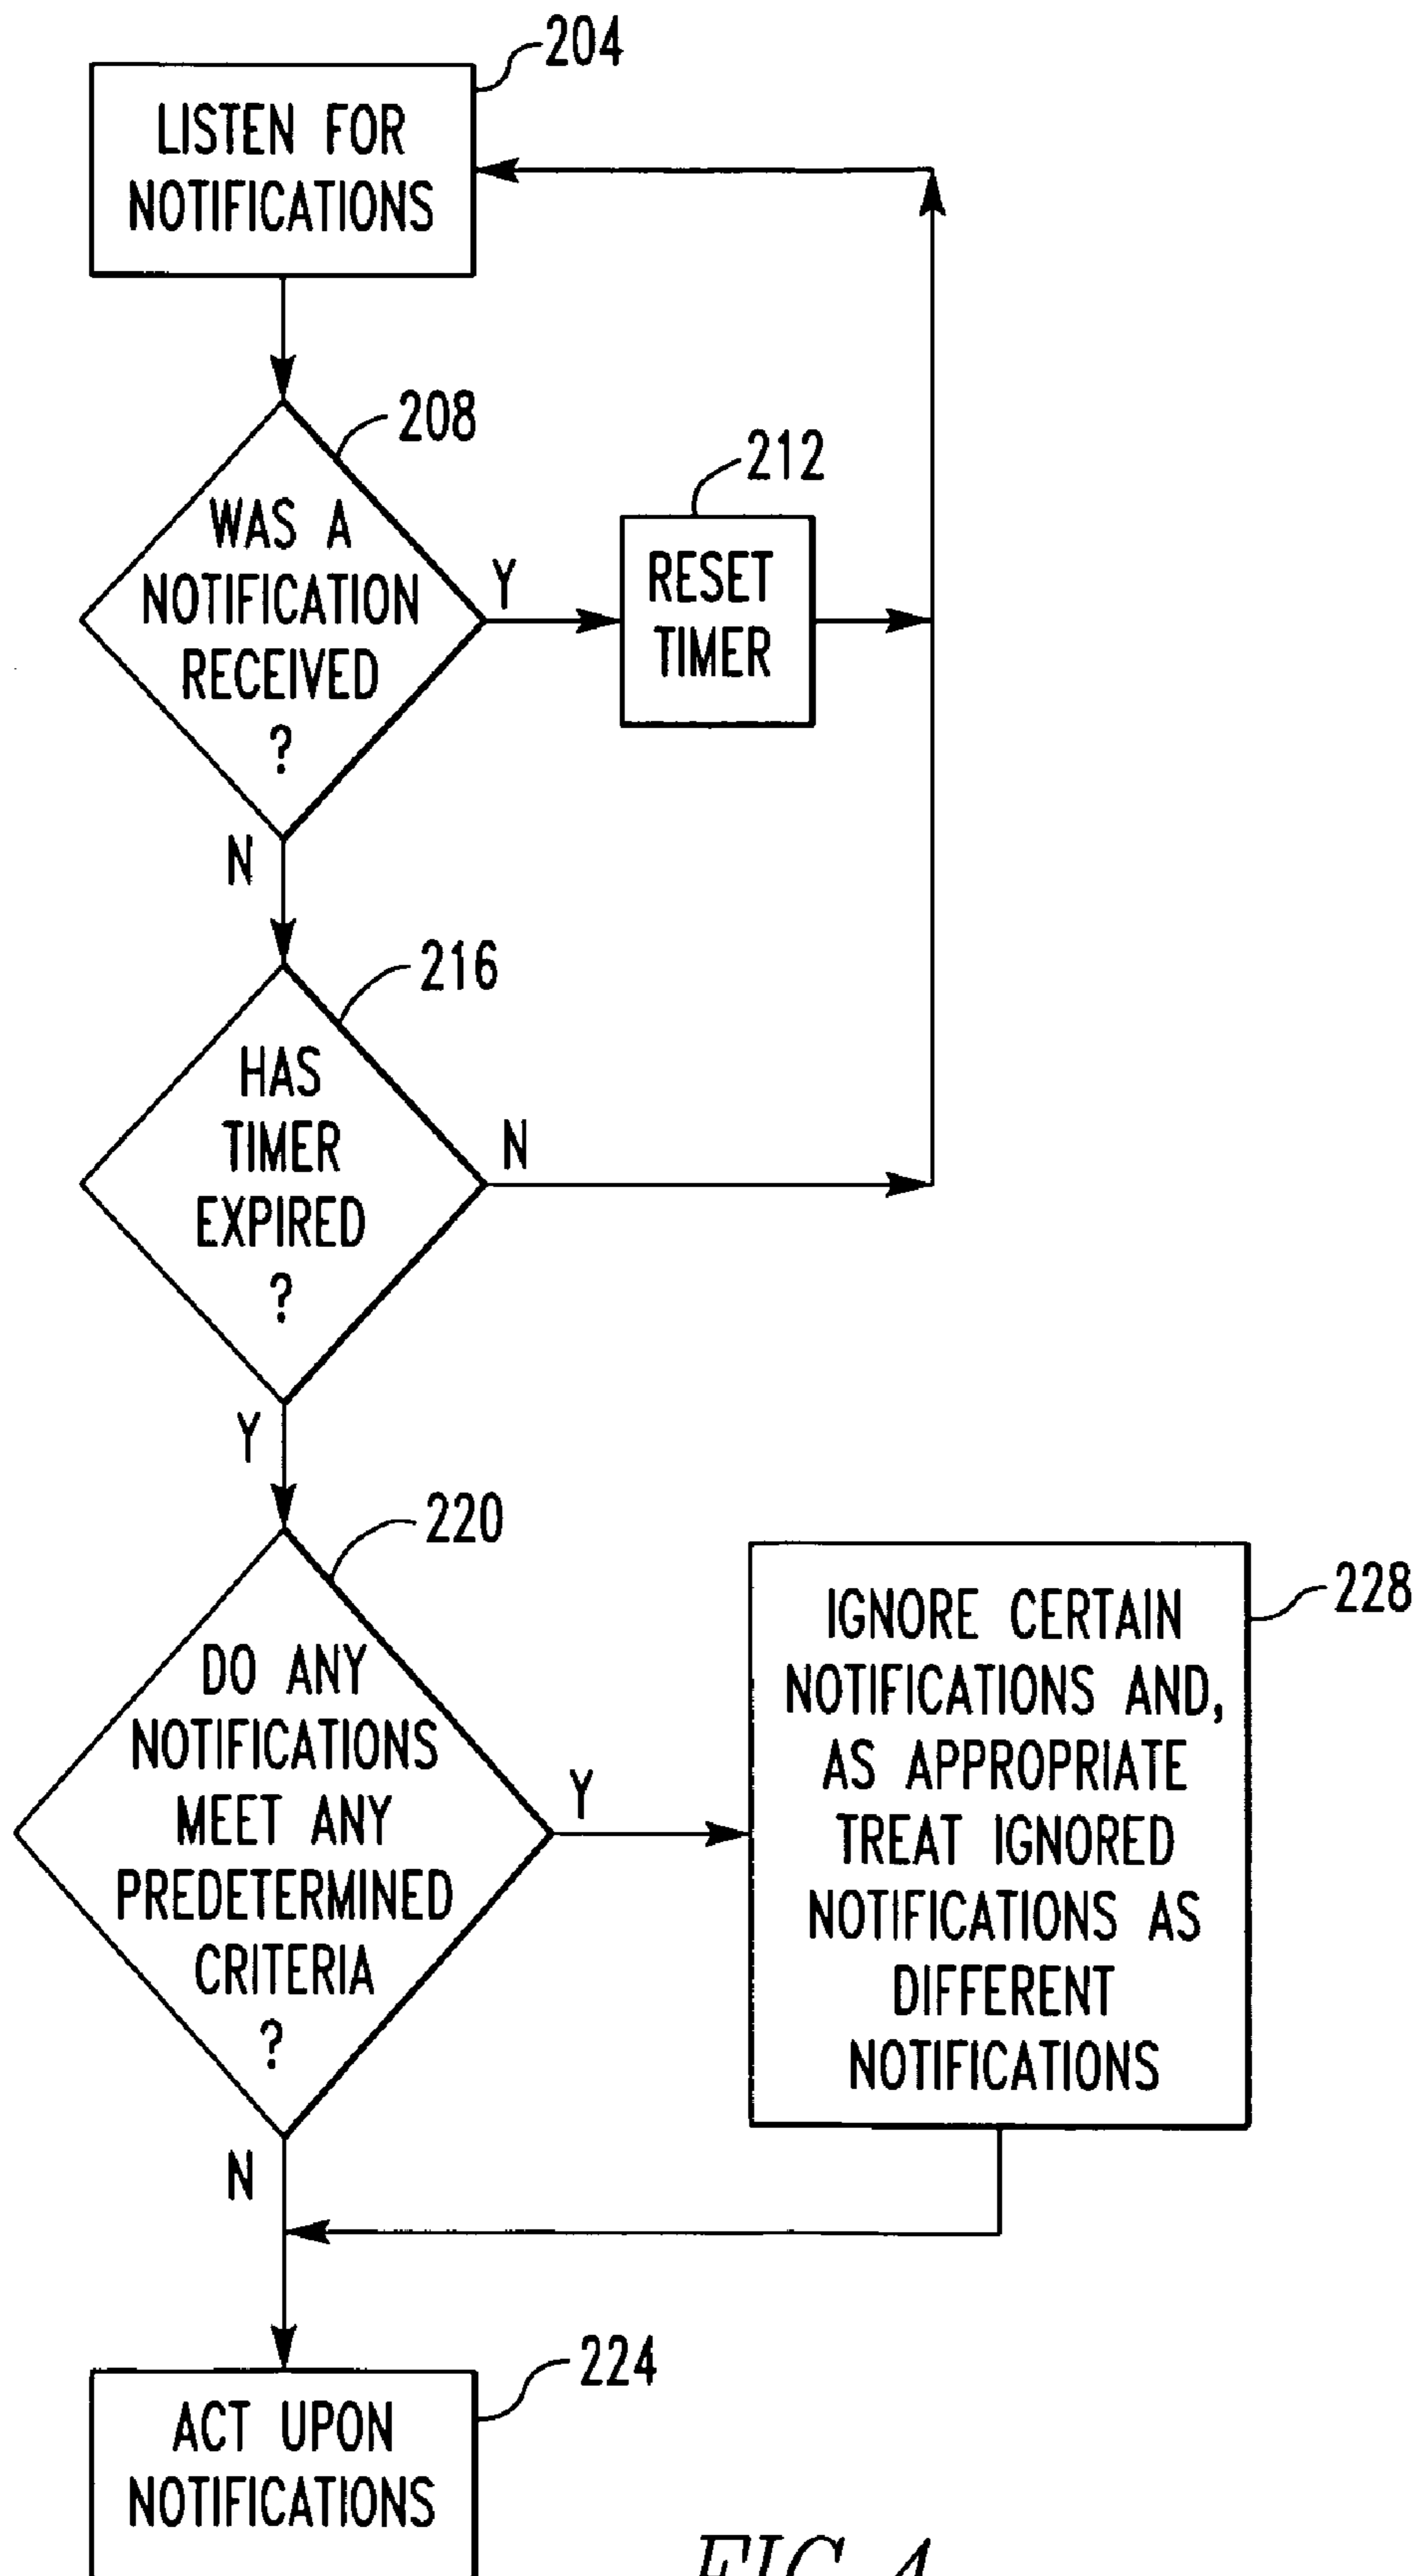 204
LISTEN FOR
NOTIFICATIONS
208
WAS A
NOTIFICATION
RECEIVED
?
Y
212
RESET
TIMER
N
216
HAS
TIMER
EXPIRED
?
N
Y
220
DO ANY
NOTIFICATIONS
MEET ANY
PREDETERMINED
CRITERIA
?
Y
228
IGNORE CERTAIN
NOTIFICATIONS AND,
AS APPROPRIATE
TREAT IGNORED
NOTIFICATIONS AS
DIFFERENT
NOTIFICATIONS
N
224
ACT UPON
NOTIFICATIONS
FIG. 4